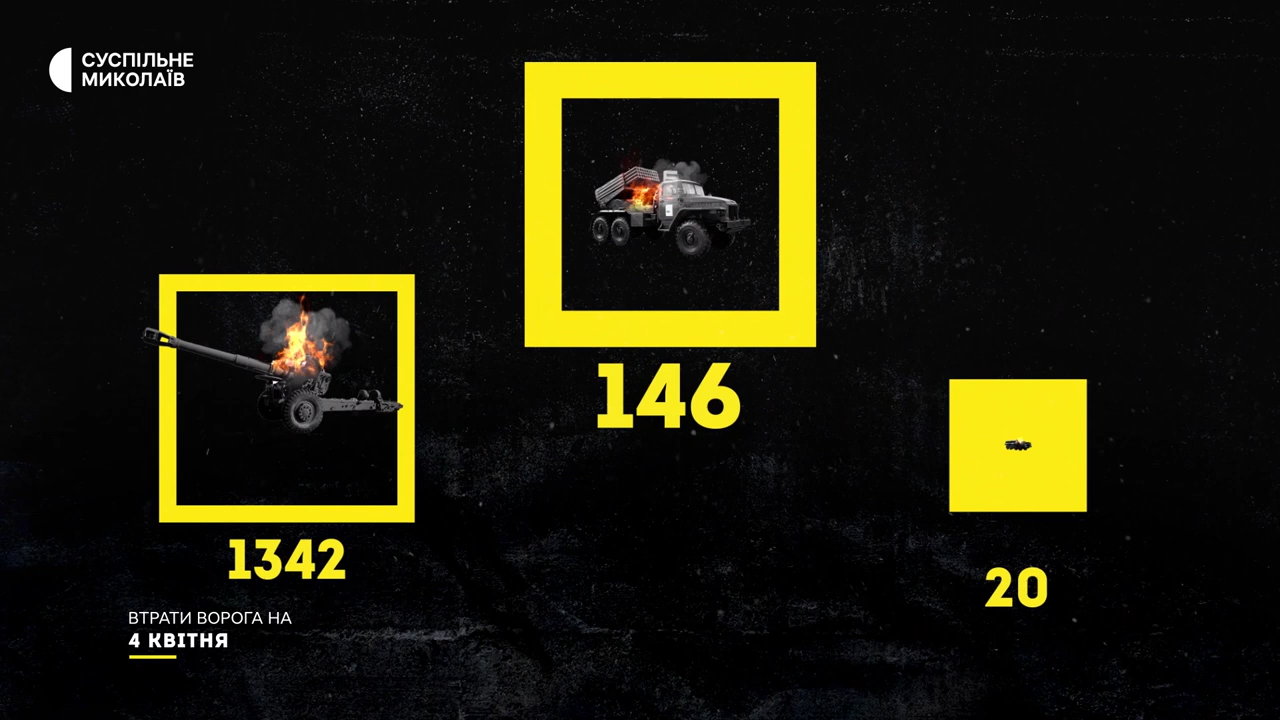 СУСПІЛЬНЕ
МИКОЛАЇВ
146
1342
20
ВТРАТИ ВОРОГА НА
4 КВІТНЯ